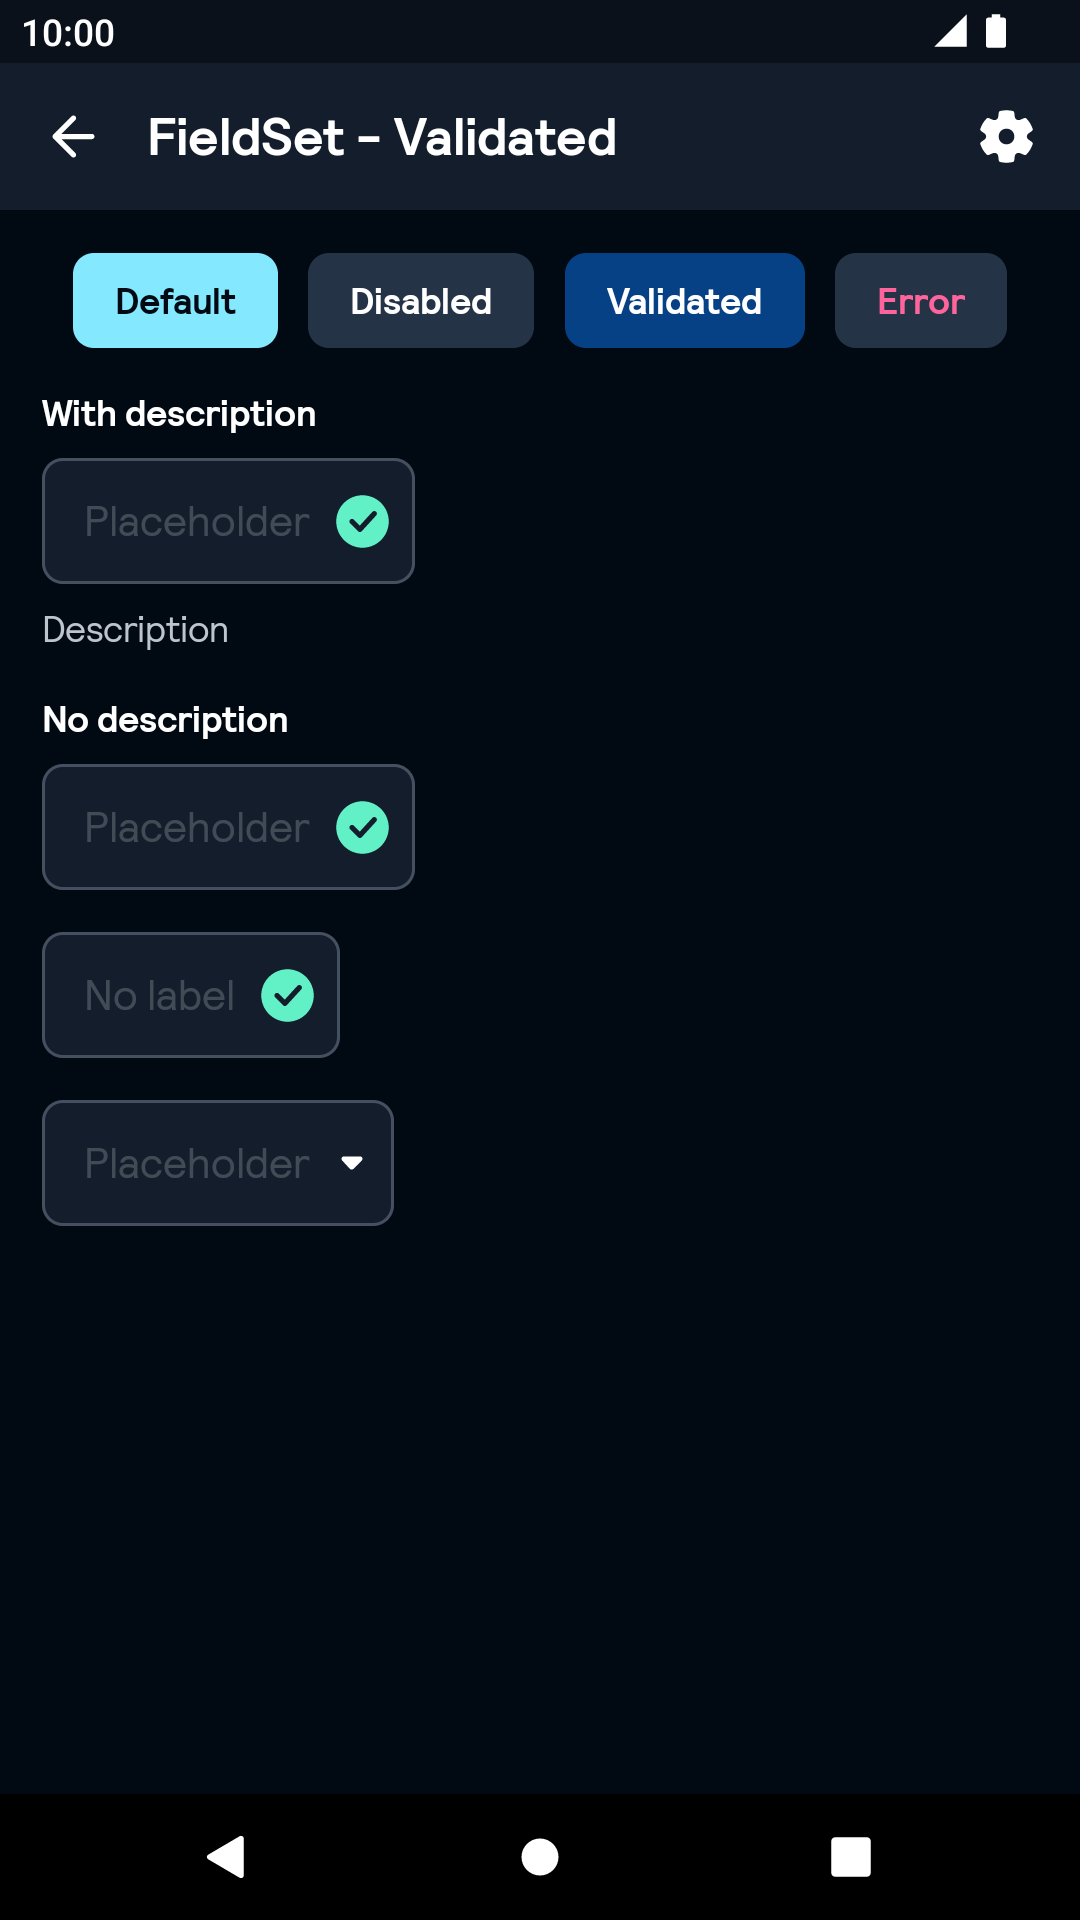 10:00
FieldSet - Validated
Default Disabled Validated Error
With description
Placeholder
Description
No description
Placeholder
No label
Placeholder